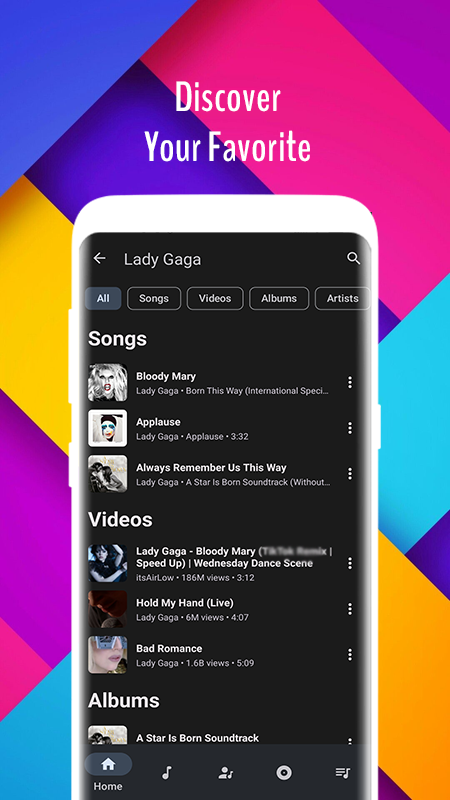 Discover
Your Favorite
Lady Gaga
All Songs Videos Albums Artists
Songs
Bloody Mary
Lady Gaga • Born This Way (International Speci...
Applause
Lady Gaga • Applause • 3:32
Always Remember Us This Way
Lady Gaga • A Star Is Born Soundtrack (Without...
Videos
Lady Gaga - Bloody Mary (TikTok Remix |
Speed Up) | Wednesday Dance Scene
itsAirLow • 186M views • 3:12
Hold My Hand (Live)
Lady Gaga • 6M views • 4:07
Bad Romance
Lady Gaga • 1.6B views • 5:09
Albums
A Star Is Born Soundtrack
Home